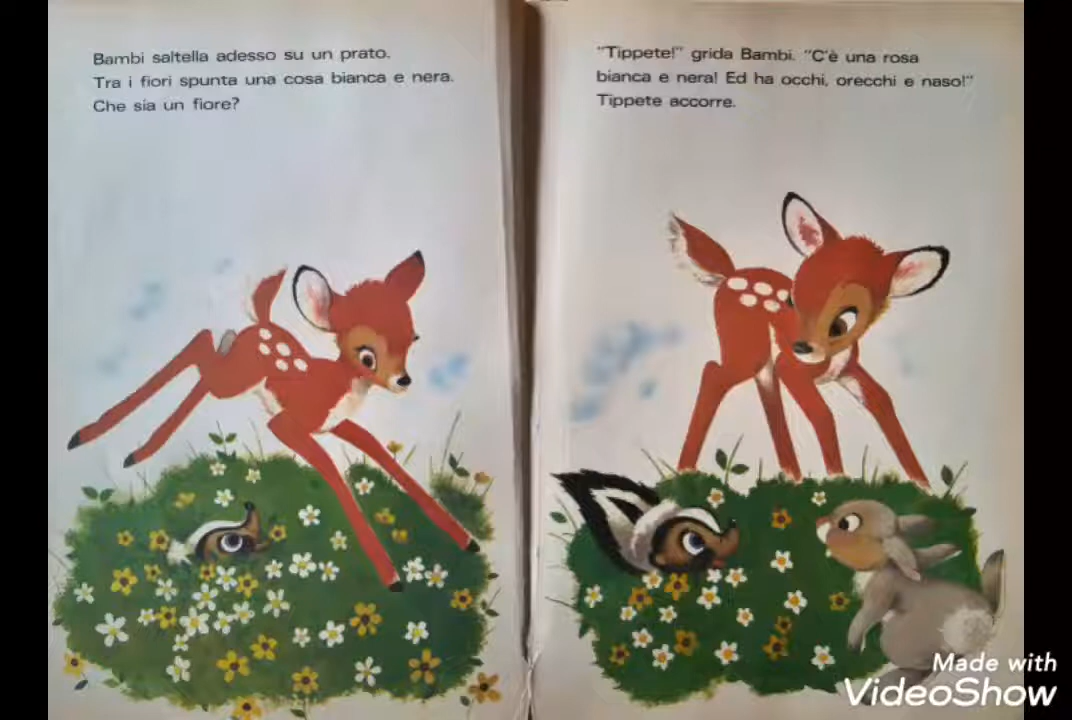 Bambi saltella adesso su un prato.
Tra i fiori spunta una cosa bianca e nera.
Che sia un fiore?
"Tippete!" grida Bambi. "C'è una rosa
bianca e nera! Ed ha occhi, orecchi e naso!"
Tippete accorre.
Made with
VideoShow